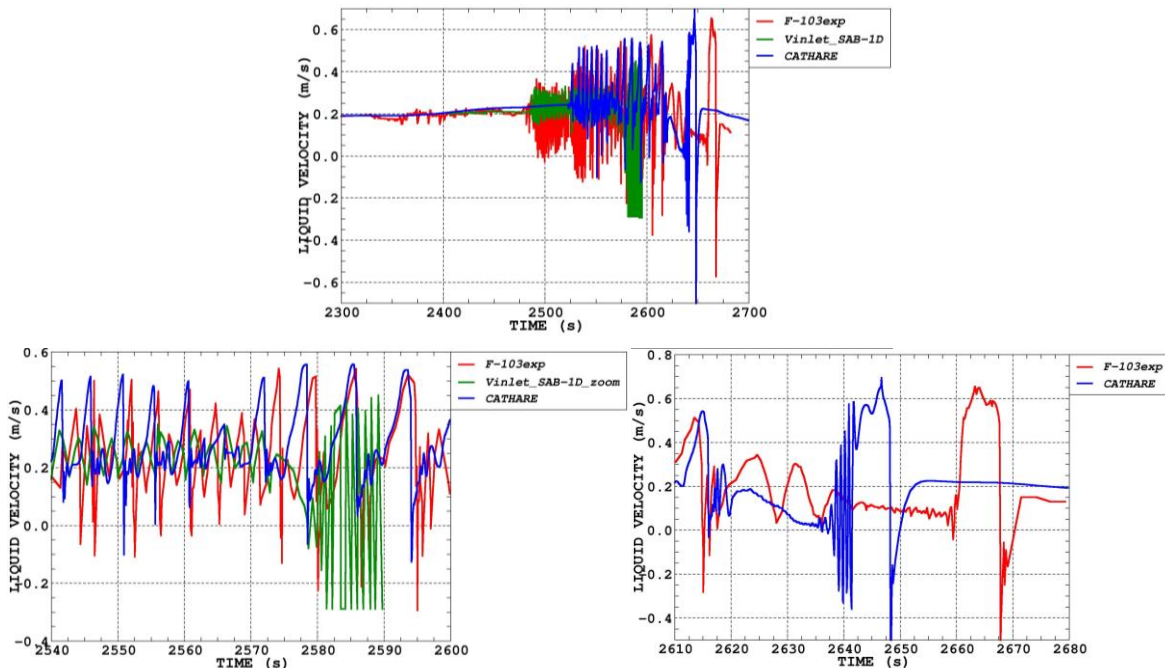 F-103exp
Vinlet_SAB-1D
CATHARE
LIQUID VELOCITY (m/s)
0.6
0.4
0.2
0.0
-0.2
-0.4
-0.6
2300 2400 2500 2600 2700
TIME (s)
F-103exp
Vinlet_SAB-1D_zoom
CATHARE
LIQUID VELOCITY (m/s)
0.6
0.4
0.2
0.0
-0.2
-0.4
2540 2550 2560 2570 2580 2590 2600
TIME (s)
F-103exp
CATHARE
LIQUID VELOCITY (m/s)
0.8
0.6
0.4
0.2
0.0
-0.2
-0.4
2610 2620 2630 2640 2650 2660 2670 2680
TIME (s)